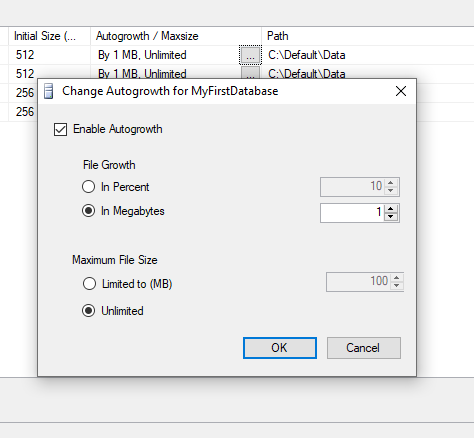 Initial Size (... Autogrowth / Maxsize Path
512 By 1 MB, Unlimited ... C:\Default\Data
512 By 1 MB, Unlimited ... C:\Default\Data
256
256
Change Autogrowth for MyFirstDatabase
Enable Autogrowth
File Growth
In Percent 10
In Megabytes 1
Maximum File Size
Limited to (MB) 100
Unlimited
OK Cancel